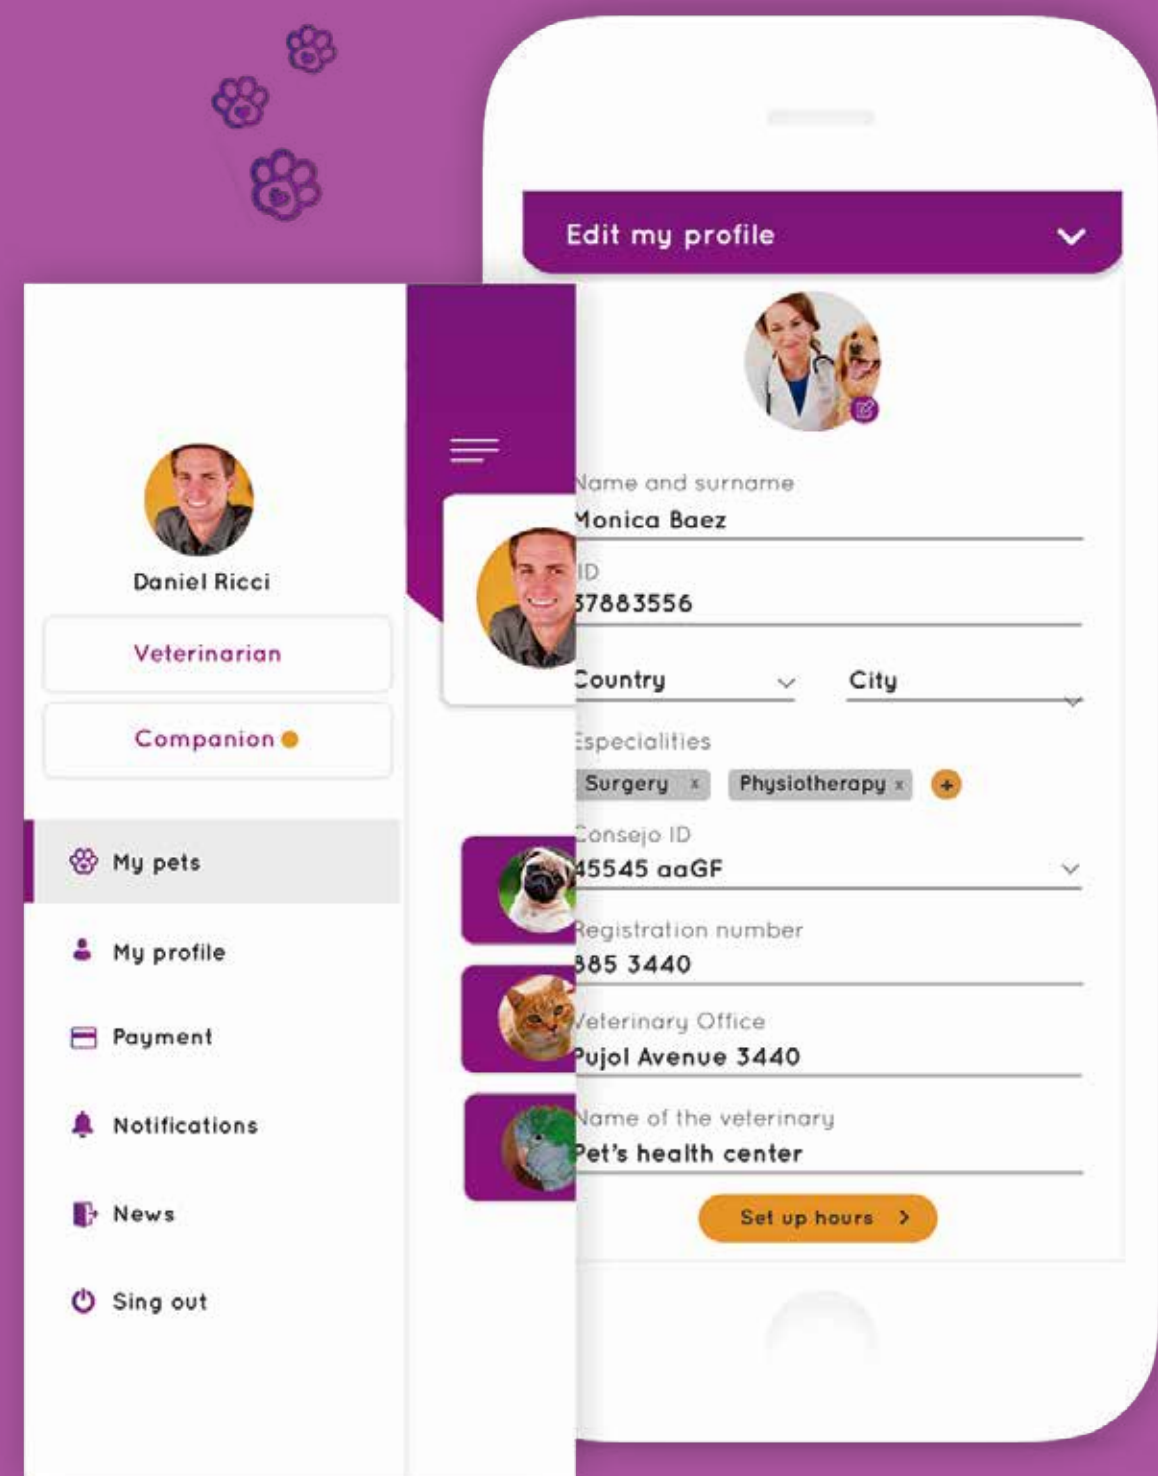 Edit my profile
Daniel Ricci
Veterinarian
Companion
My pets
My profile
Payment
Notifications
News
Sing out
Name and surname
Monica Baez
ID
37883556
Country
City
Especialities
Surgery x
Physiotherapy x
+
Consejo ID
45545 aaGF
Registration number
885 3440
Veterinary Office
Pujol Avenue 3440
Name of the veterinary
Pet's health center
Set up hours >